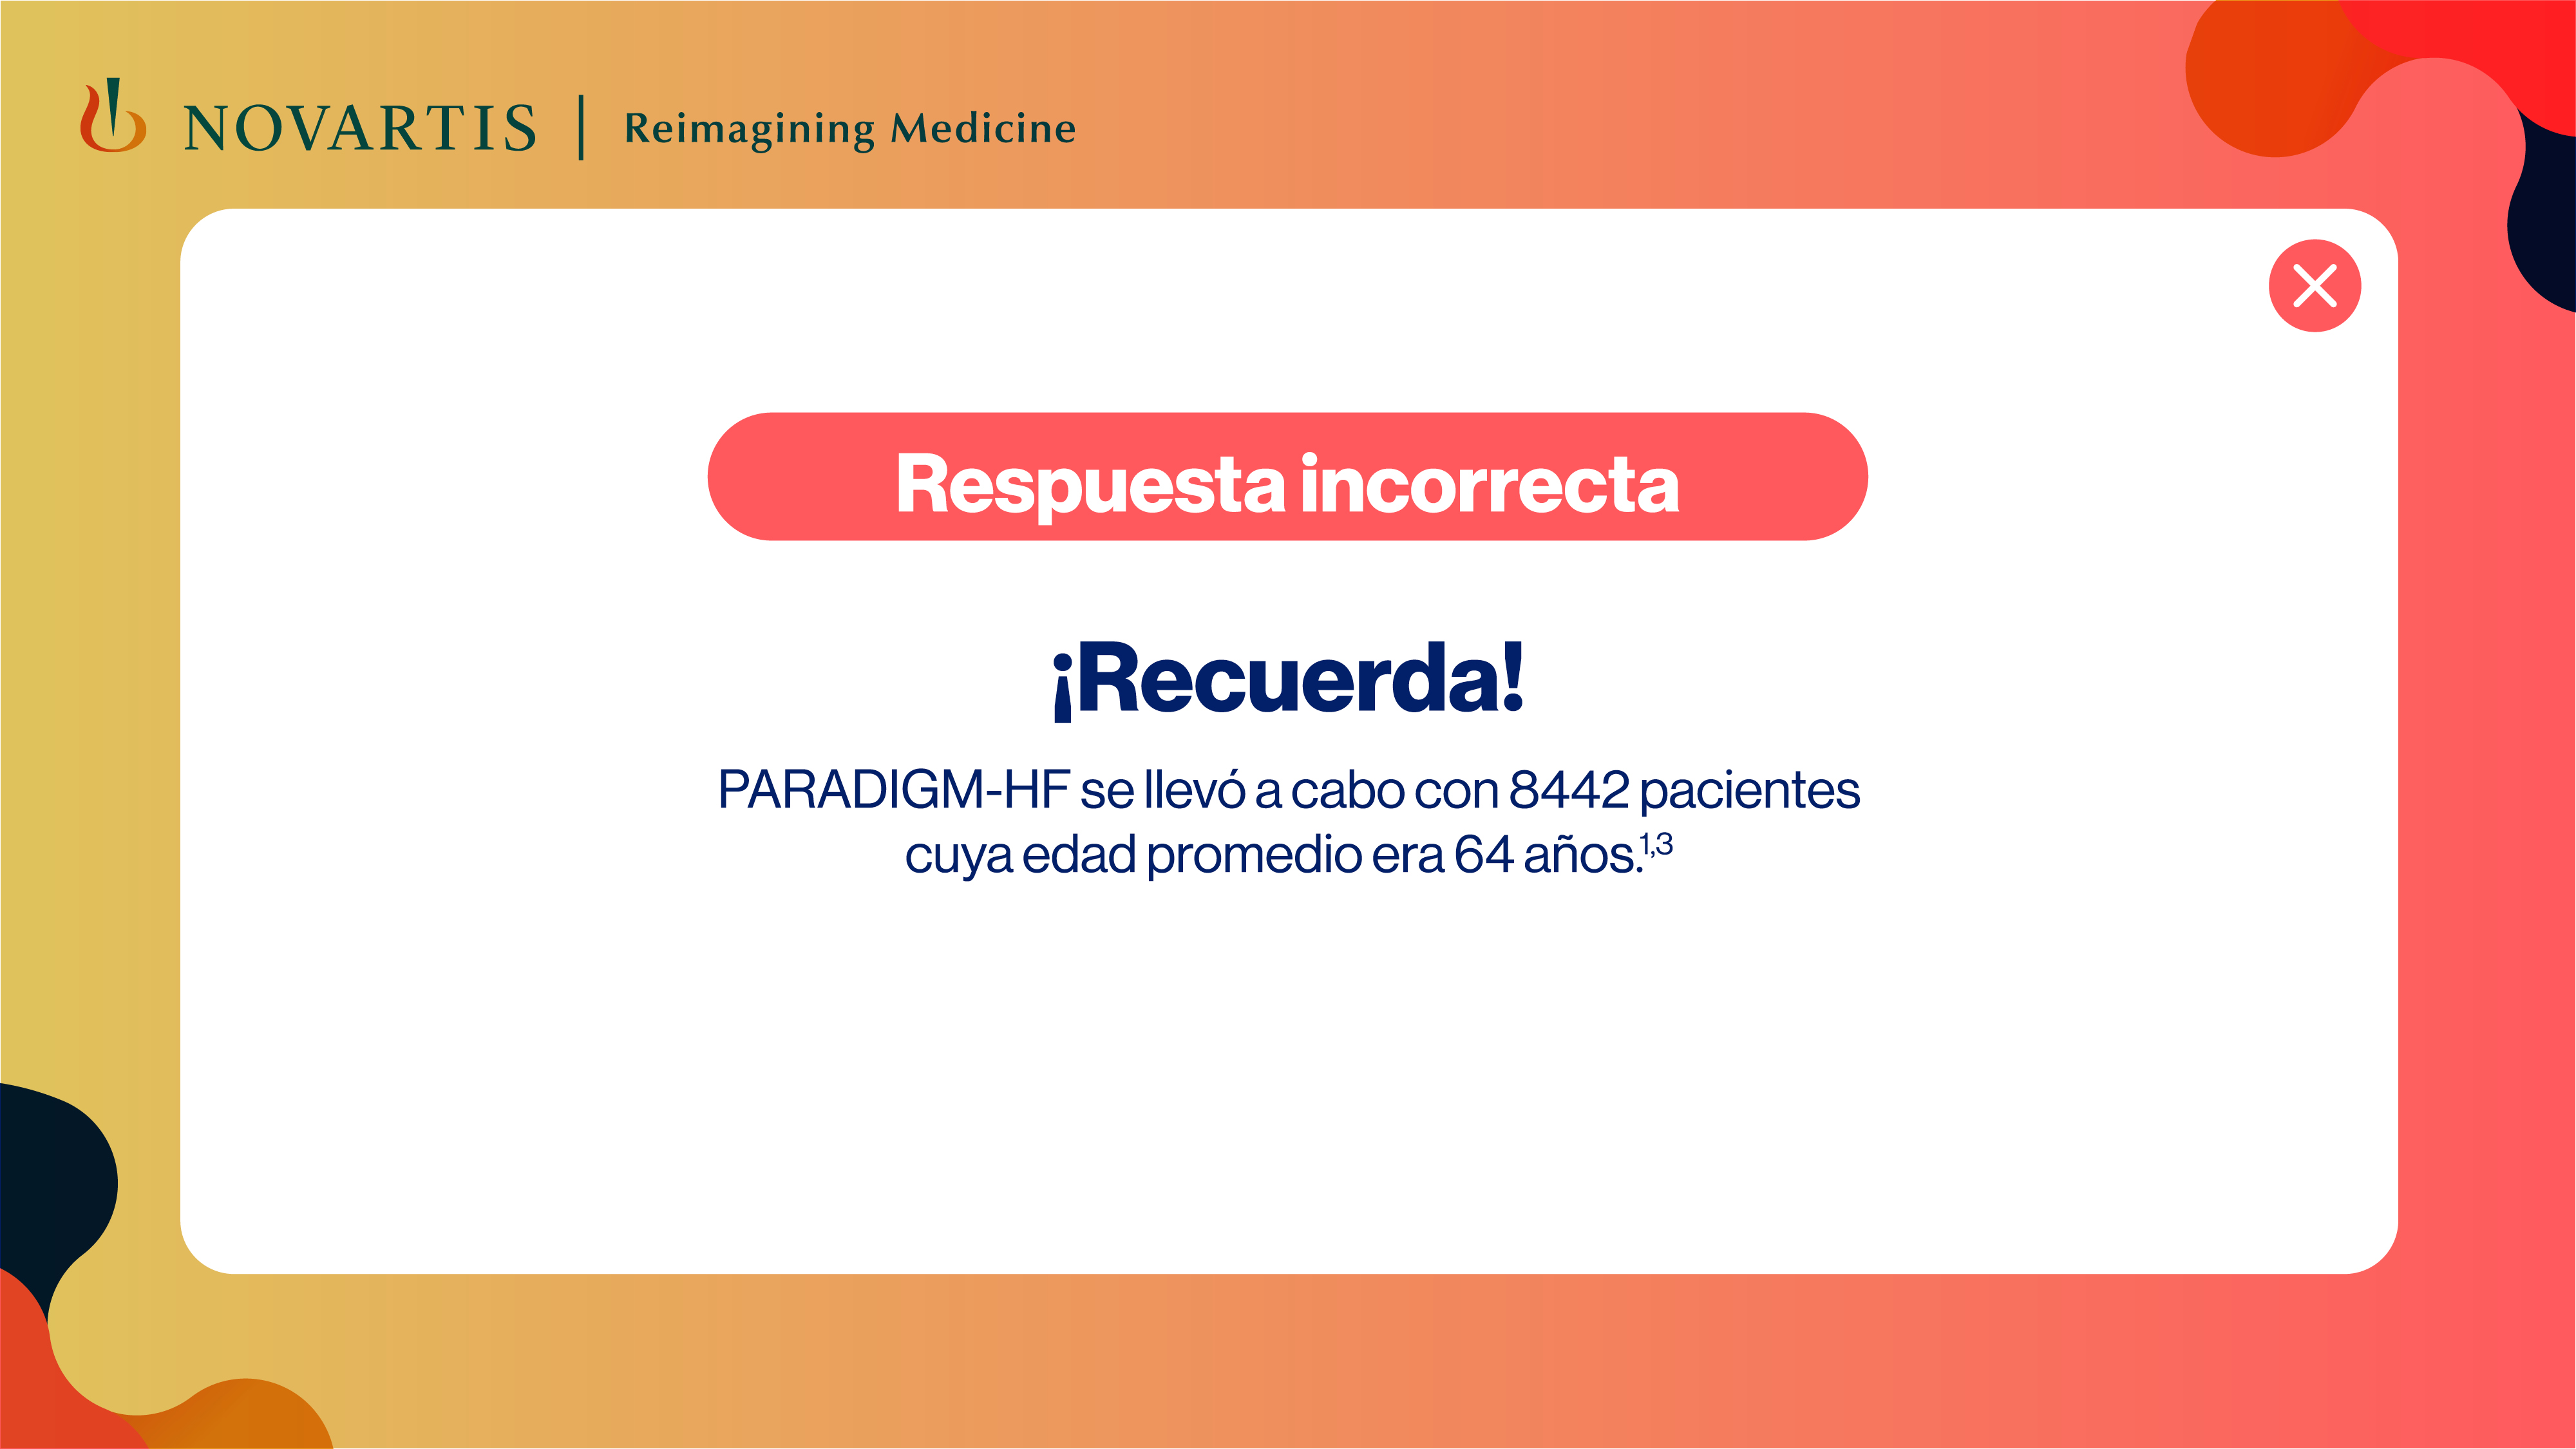 NOVARTIS | Reimagining Medicine
Respuesta incorrecta
¡Recuerda!
PARADIGM-HF se llevó a cabo con 8442 pacientes
cuya edad promedio era 64 años.1,3